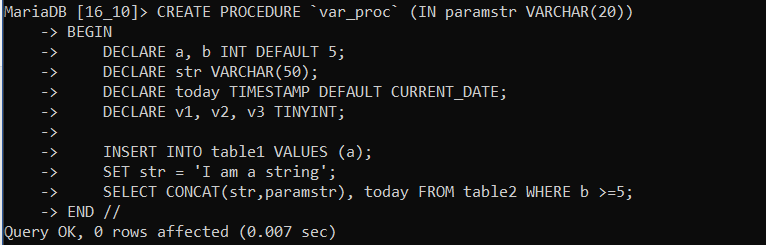 MariaDB [16_10]> CREATE PROCEDURE `var_proc` (IN paramstr VARCHAR(20))
    -> BEGIN
    ->     DECLARE a, b INT DEFAULT 5;
    ->     DECLARE str VARCHAR(50);
    ->     DECLARE today TIMESTAMP DEFAULT CURRENT_DATE;
    ->     DECLARE v1, v2, v3 TINYINT;
    ->
    ->     INSERT INTO table1 VALUES (a);
    ->     SET str = 'I am a string';
    ->     SELECT CONCAT(str,paramstr), today FROM table2 WHERE b >=5;
    -> END //
Query OK, 0 rows affected (0.007 sec)